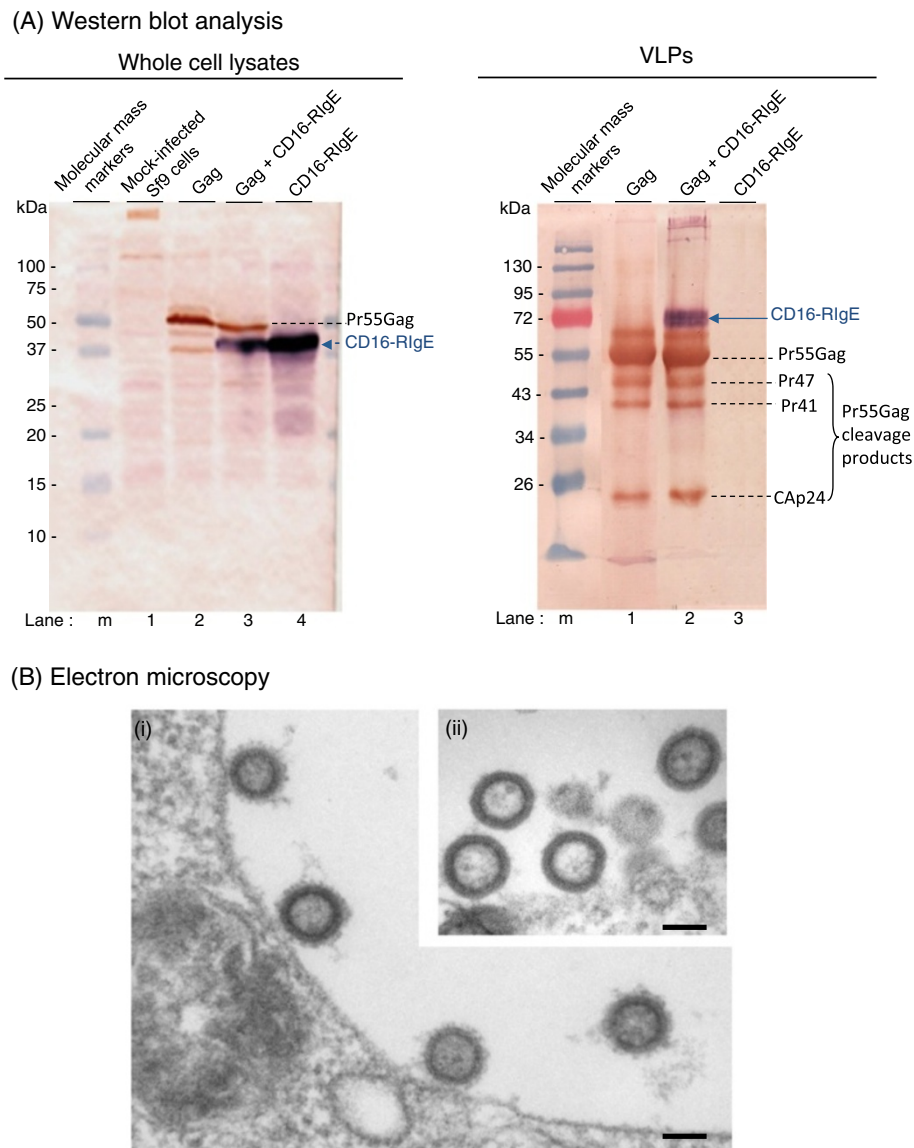 (A) Western blot analysis
Whole cell lysates
Molecular mass
markers
Mock-infected
Sf9 cells
Gag
Gag + CD16-RIgE
CD16-RIgE
kDa
100 -
75 -
50 -
37 -
25 -
20 -
15 -
10 -
Pr55Gag
CD16-RIgE
Lane : m 1 2 3 4
VLPs
Molecular mass
markers
Gag
Gag + CD16-RIgE
CD16-RIgE
kDa
130 -
95 -
72 -
55 -
43 -
34 -
26 -
CD16-RIgE
Pr55Gag
Pr47
Pr41
CAp24
Pr55Gag
cleavage
products
Lane : m 1 2 3
(B) Electron microscopy
(i)
(ii)